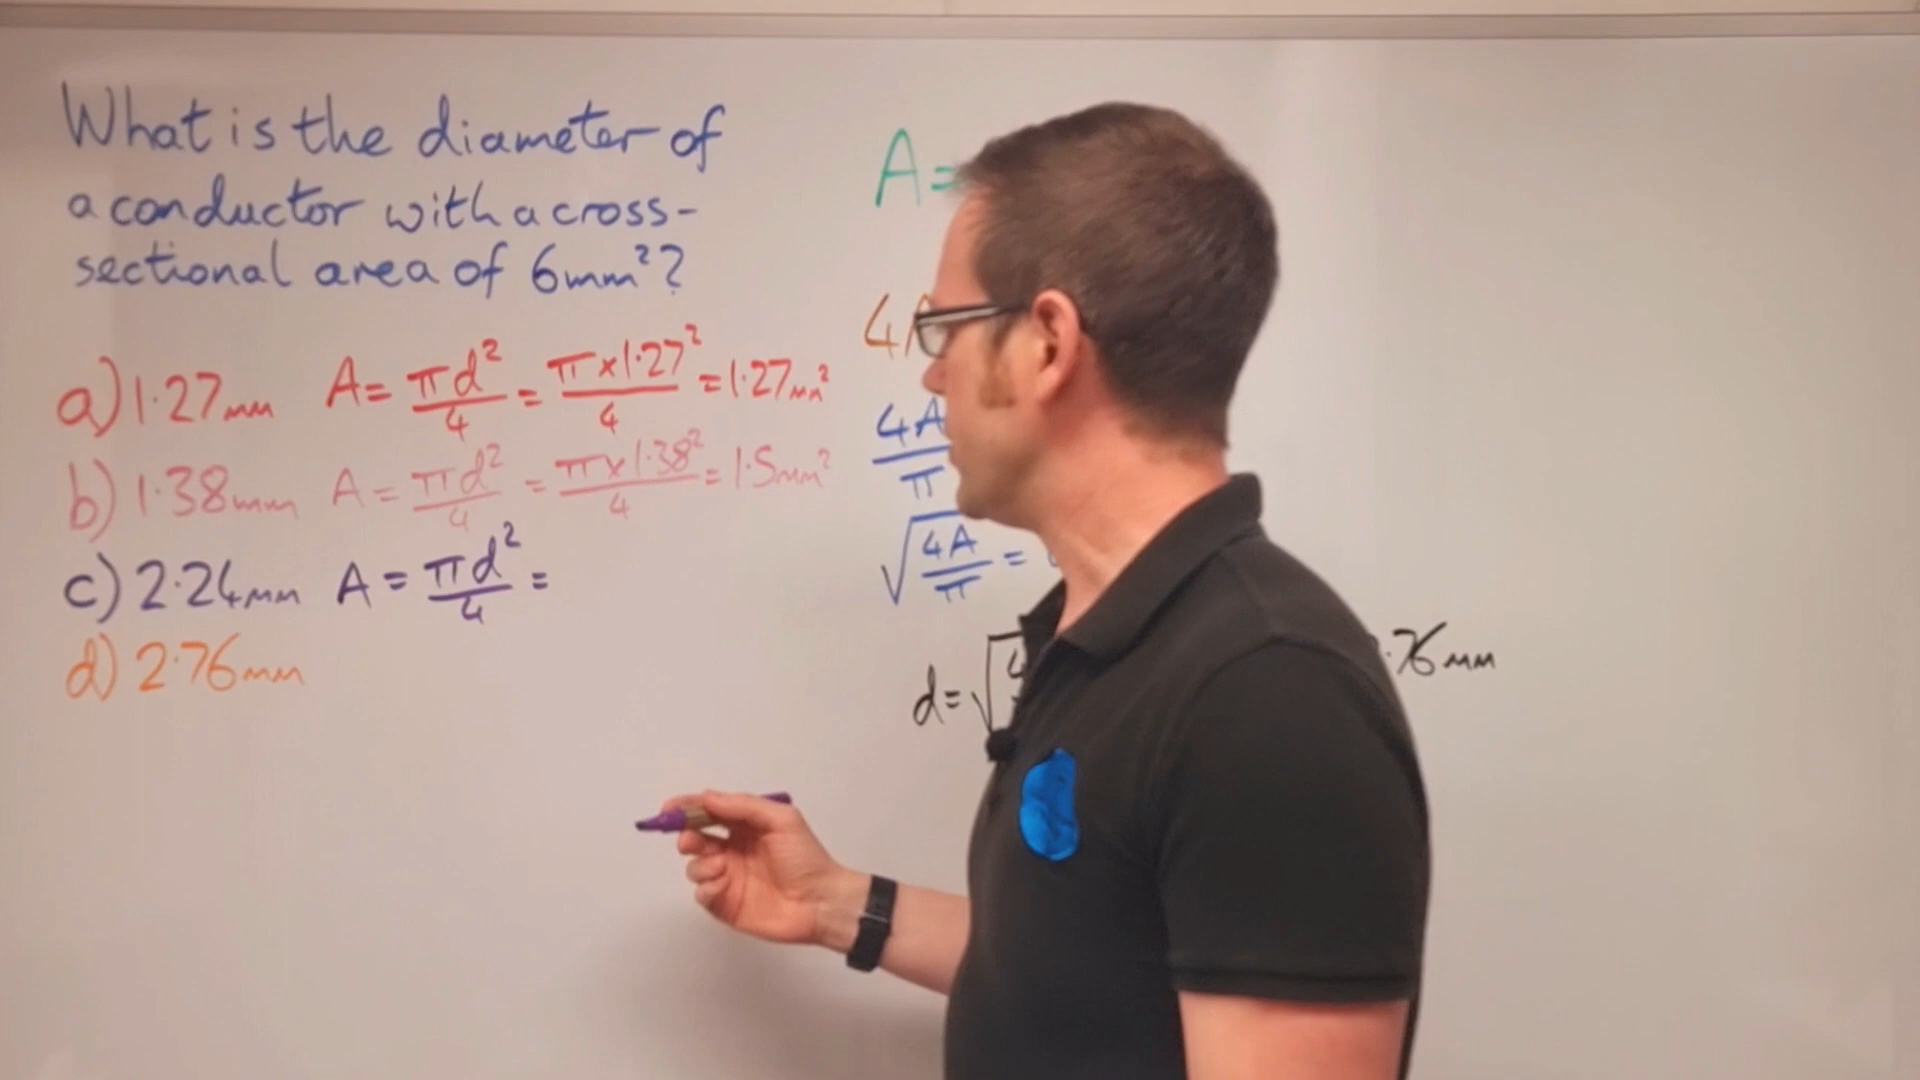 What is the diameter of
a conductor with a cross-
sectional area of 6mm²?
a) 1.27mm A = πd²/4 = π×1.27²/4 = 1.27mm²
b) 1.38mm A = πd²/4 = π×1.38²/4 = 1.5mm²
c) 2.24mm A = πd²/4 =
d) 2.76mm
A=
4A
4A/π
√(4A/π) =
d=√
.76mm